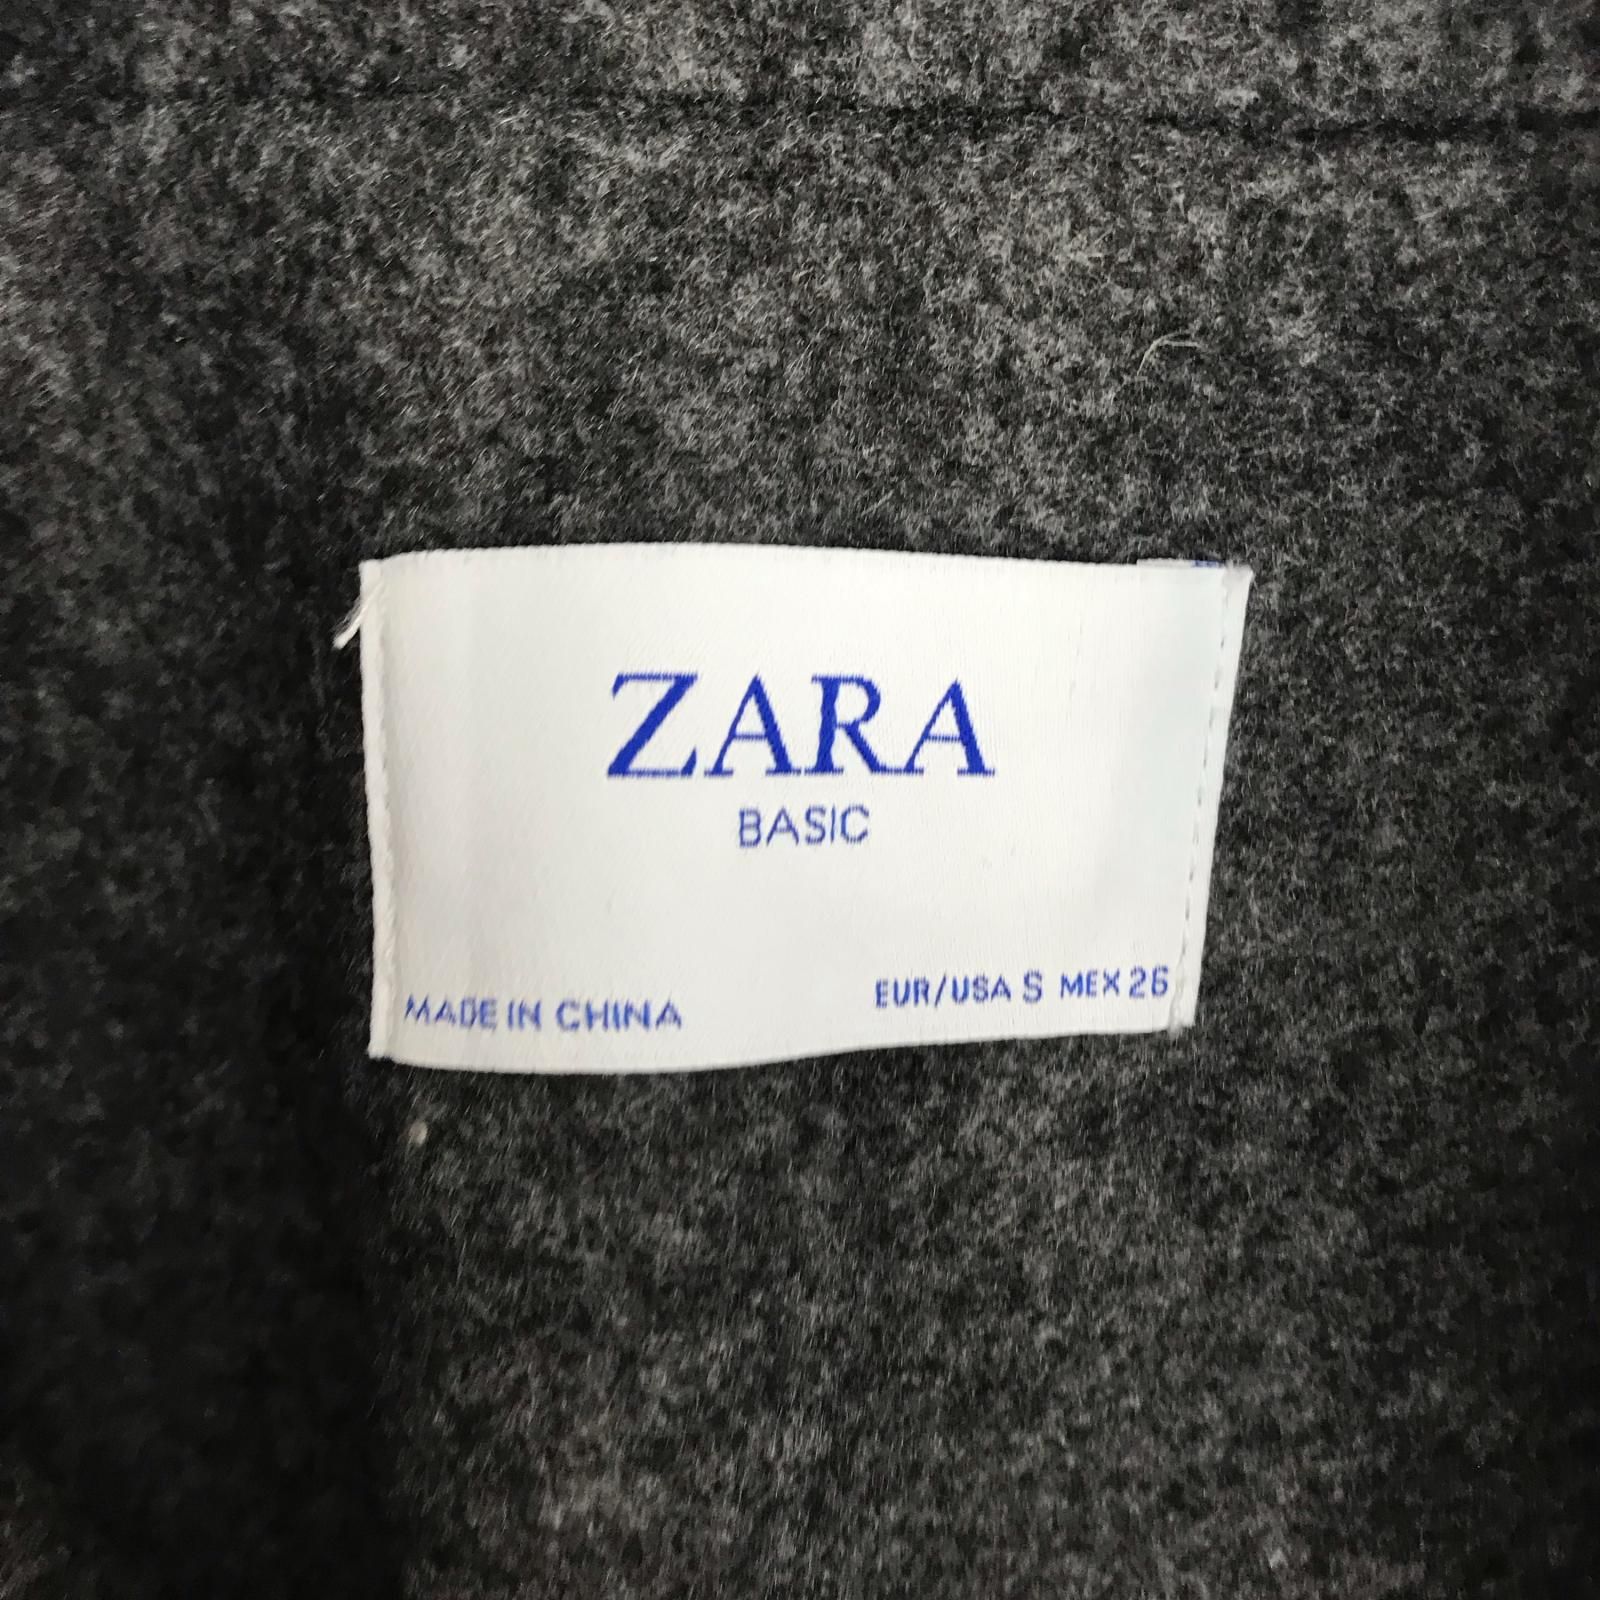 ZARA
BASIC
MADE IN CHINA
EUR/USA S MEX 26